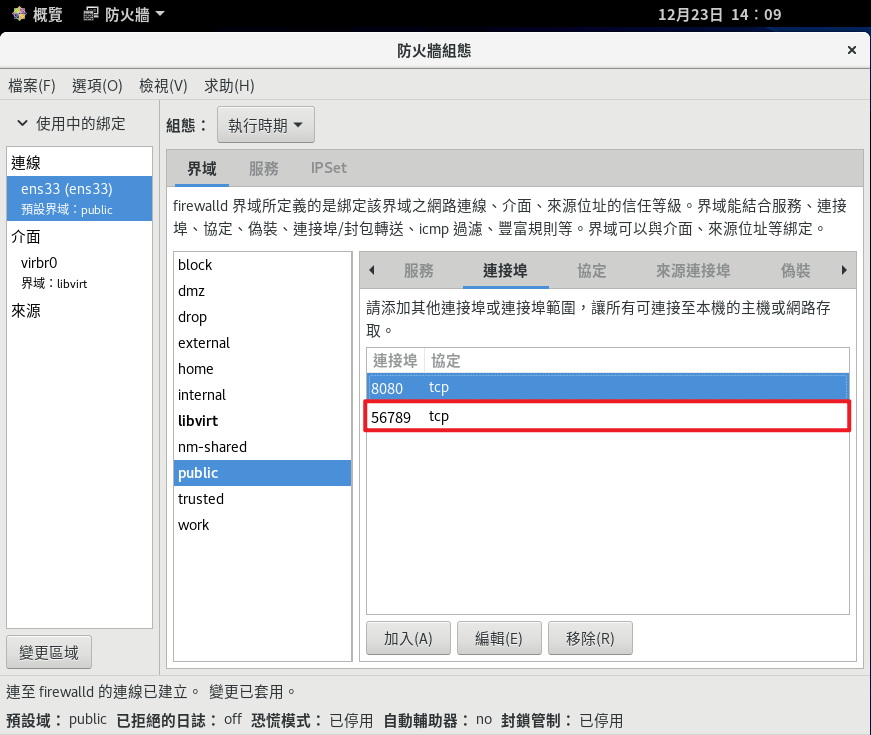 概覽 防火牆 12月23日 14：09
防火牆組態
檔案(F) 選項(O) 檢視(V) 求助(H)
使用中的綁定
連線
ens33 (ens33)
預設界域：public
介面
virbr0
界域：libvirt
來源
變更區域
組態： 執行時期
界域 服務 IPSet
firewalld 界域所定義的是綁定該界域之網路連線、介面、來源位址的信任等級。界域能結合服務、連接
埠、協定、偽裝、連接埠/封包轉送、icmp 過濾、豐富規則等。界域可以與介面、來源位址等綁定。
block
dmz
drop
external
home
internal
libvirt
nm-shared
public
trusted
work
服務 連接埠 協定 來源連接埠 偽裝
請添加其他連接埠或連接埠範圍，讓所有可連接至本機的主機或網路存
取。
連接埠 協定
8080 tcp
56789 tcp
加入(A) 編輯(E) 移除(R)
連至 firewalld 的連線已建立。 變更已套用。
預設域： public 已拒絕的日誌： off 恐慌模式： 已停用 自動輔助器： no 封鎖管制： 已停用